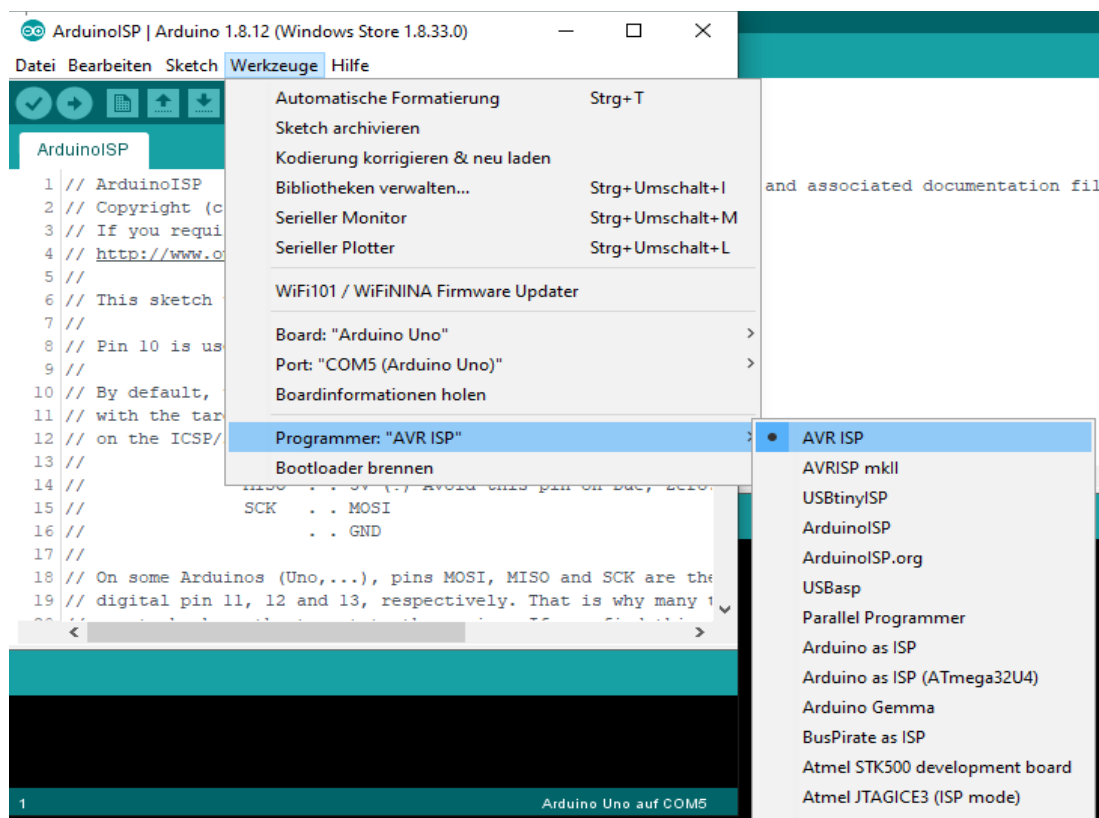 ArduinoISP | Arduino 1.8.12 (Windows Store 1.8.33.0)
Datei Bearbeiten Sketch Werkzeuge Hilfe
Automatische Formatierung Strg+T
Sketch archivieren
Kodierung korrigieren & neu laden
Bibliotheken verwalten... Strg+Umschalt+I
Serieller Monitor Strg+Umschalt+M
Serieller Plotter Strg+Umschalt+L
WiFi101 / WiFiNINA Firmware Updater
Board: "Arduino Uno"
Port: "COM5 (Arduino Uno)"
Boardinformationen holen
Programmer: "AVR ISP"
Bootloader brennen
AVR ISP
AVRISP mkII
USBtinyISP
ArduinoISP
ArduinoISP.org
USBasp
Parallel Programmer
Arduino as ISP
Arduino as ISP (ATmega32U4)
Arduino Gemma
BusPirate as ISP
Atmel STK500 development board
Atmel JTAGICE3 (ISP mode)
ArduinoISP
1 // ArduinoISP
2 // Copyright (c
3 // If you requi
4 // http://www.o
5 //
6 // This sketch
7 //
8 // Pin 10 is us
9 //
10 // By default,
11 // with the tar
12 // on the ICSP/
13 //
14 // MISO . . 5V (!) Avoid this pin on Due, Zero.
15 // SCK . . MOSI
16 // . . GND
17 //
18 // On some Arduinos (Uno,...), pins MOSI, MISO and SCK are the
19 // digital pin 11, 12 and 13, respectively. That is why many t
and associated documentation fil
1 Arduino Uno auf COM5